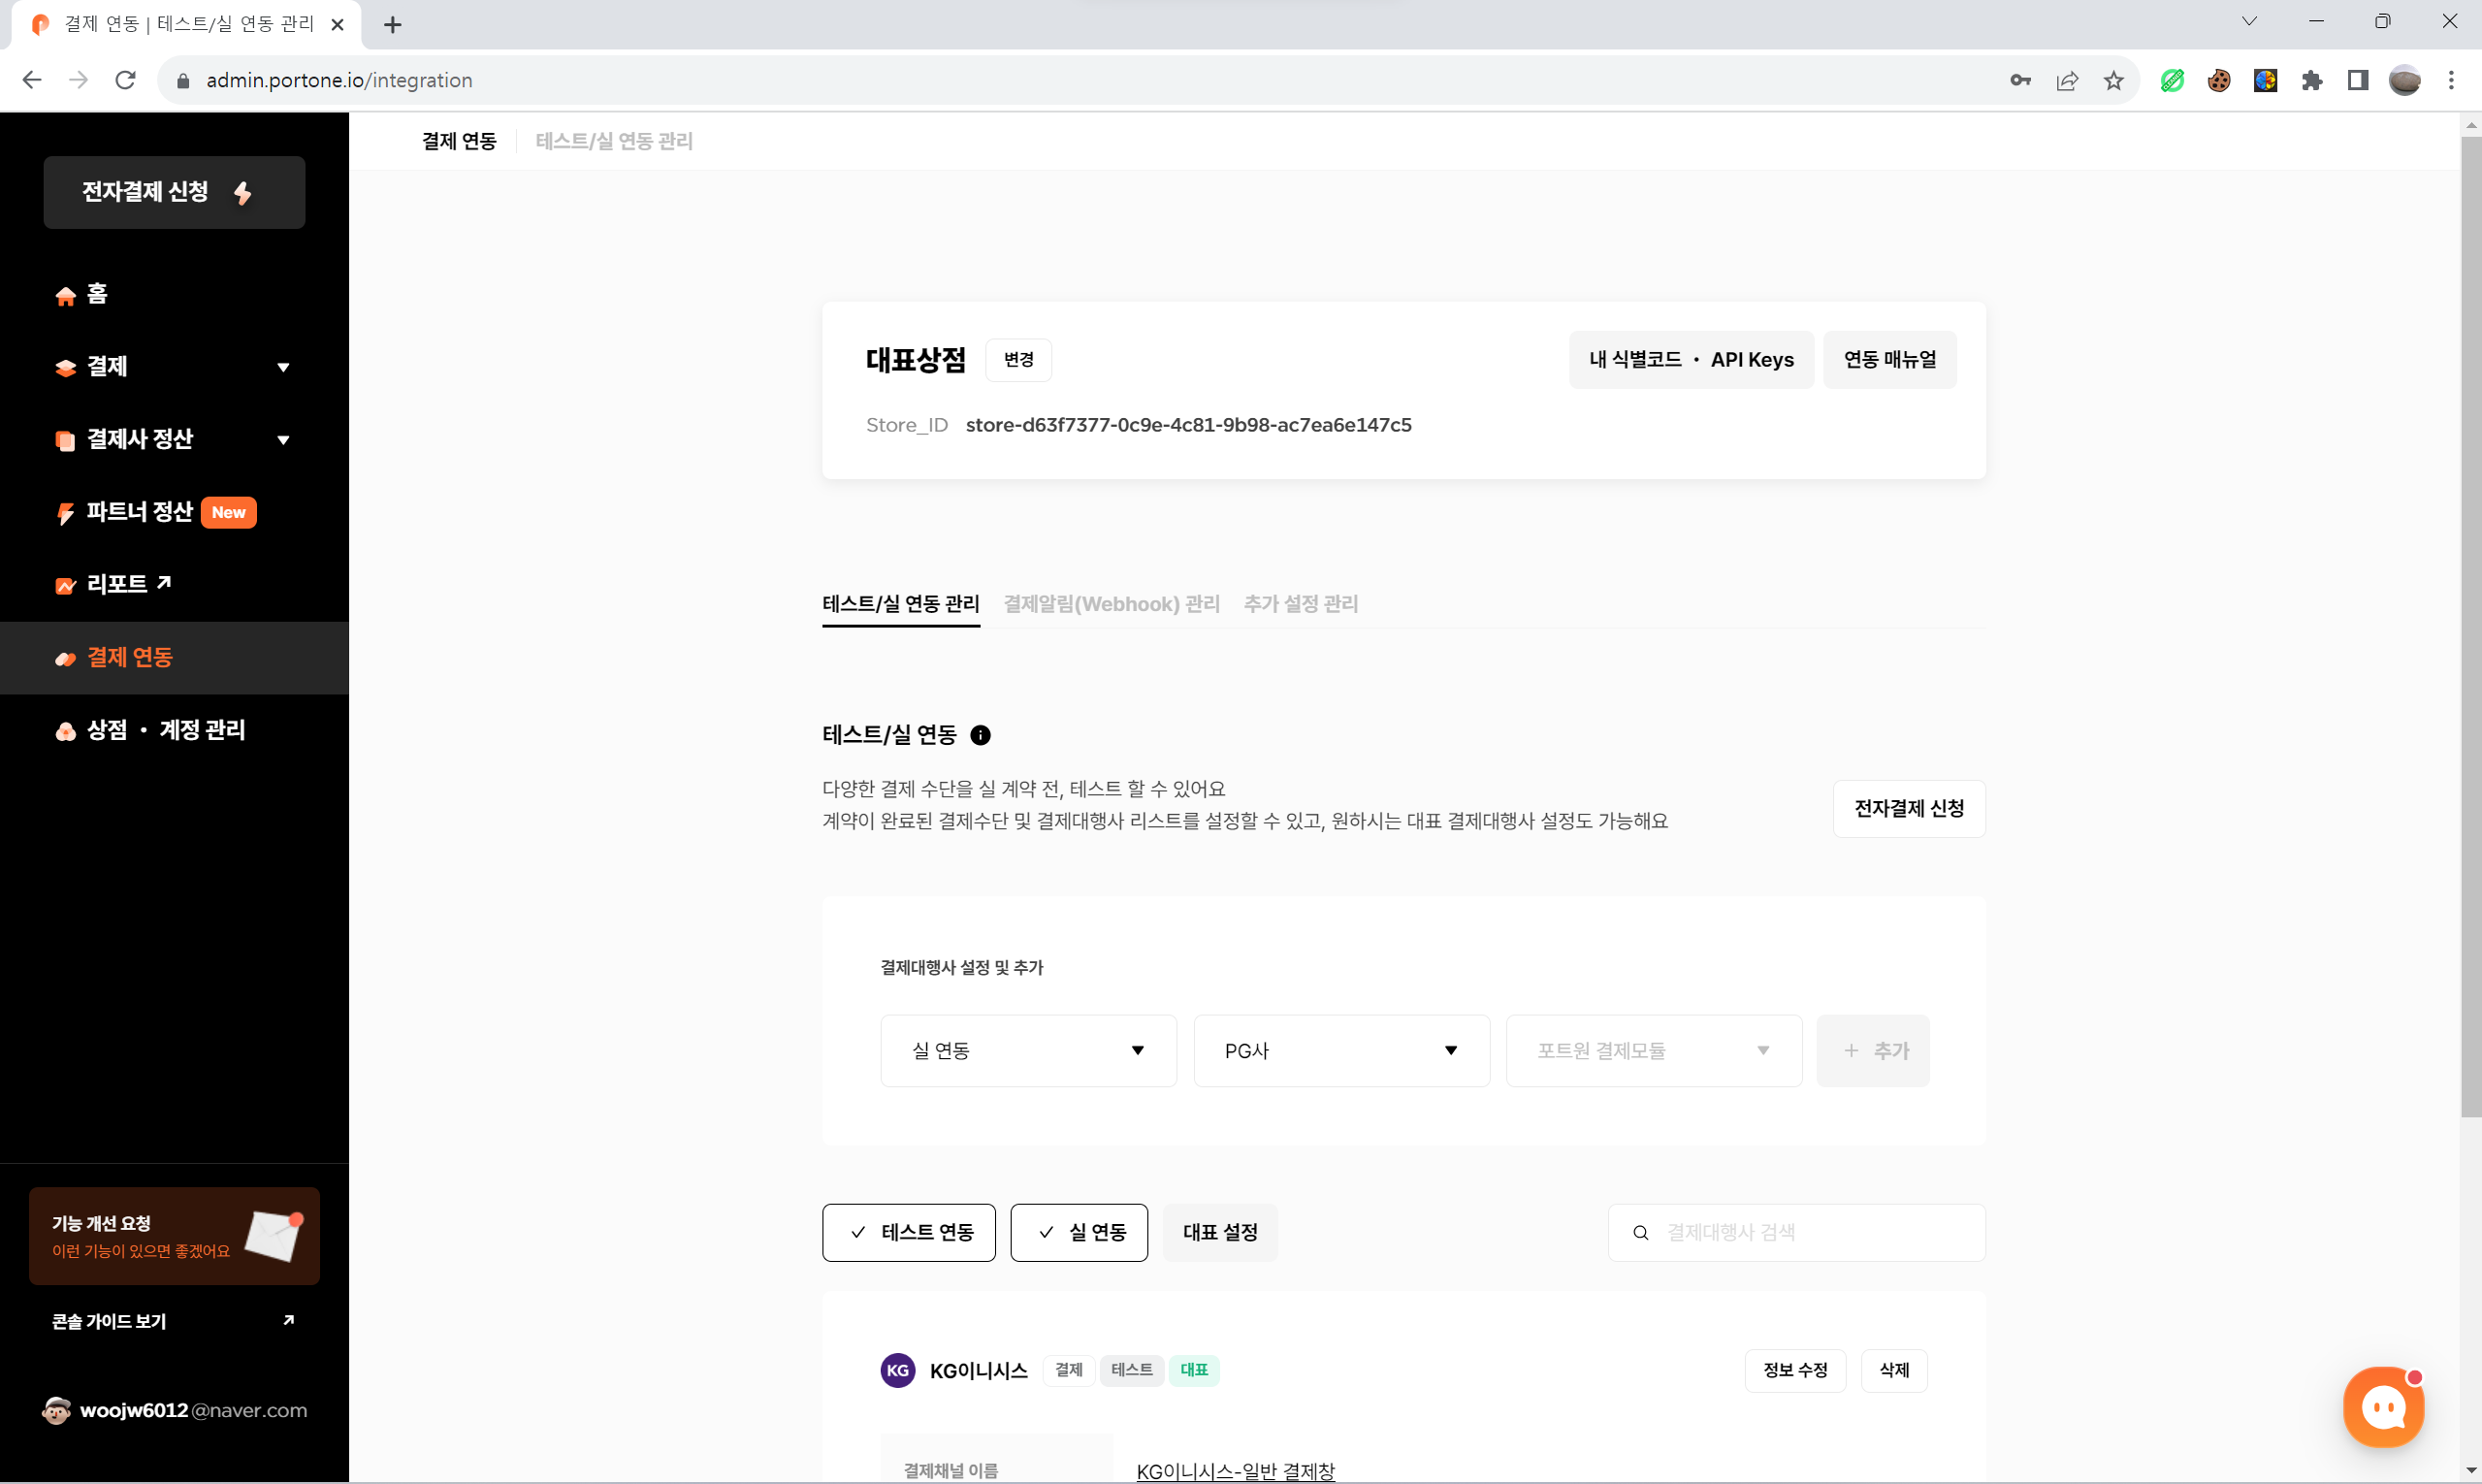 결제 연동 | 테스트/실 연동 관리
admin.portone.io/integration
전자결제 신청
홈
결제
결제사 정산
파트너 정산 New
리포트
결제 연동
상점 · 계정 관리
기능 개선 요청
이런 기능이 있으면 좋겠어요
콘솔 가이드 보기
woojw6012@naver.com
결제 연동 테스트/실 연동 관리
대표상점 변경 내 식별코드 · API Keys 연동 매뉴얼
Store_ID store-d63f7377-0c9e-4c81-9b98-ac7ea6e147c5
테스트/실 연동 관리 결제알림(Webhook) 관리 추가 설정 관리
테스트/실 연동
다양한 결제 수단을 실 계약 전, 테스트 할 수 있어요
계약이 완료된 결제수단 및 결제대행사 리스트를 설정할 수 있고, 원하시는 대표 결제대행사 설정도 가능해요
전자결제 신청
결제대행사 설정 및 추가
실 연동 PG사 포트원 결제모듈 + 추가
테스트 연동 실 연동 대표 설정 결제대행사 검색
KG KG이니시스 결제 테스트 대표 정보 수정 삭제
결제채널 이름 KG이니시스-일반 결제창